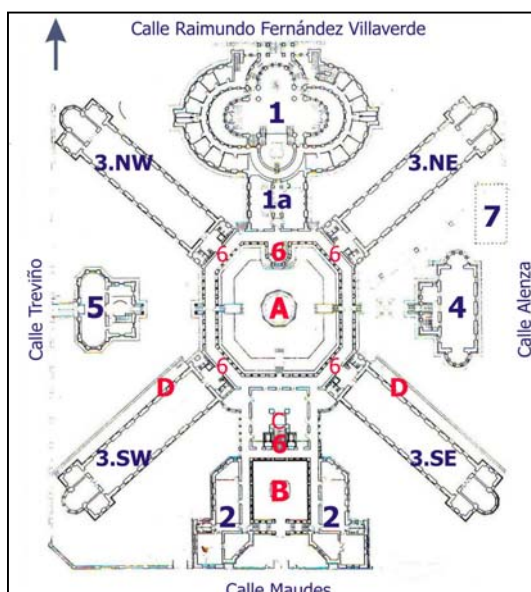 Calle Raimundo Fernández Villaverde
1
3.NW
3.NE
1a
7
6
6
6
A
Calle Treviño
5
4
Calle Alenza
6
6
D
D
C
6
3.SW
3.SE
B
2
2
Calle Maudes